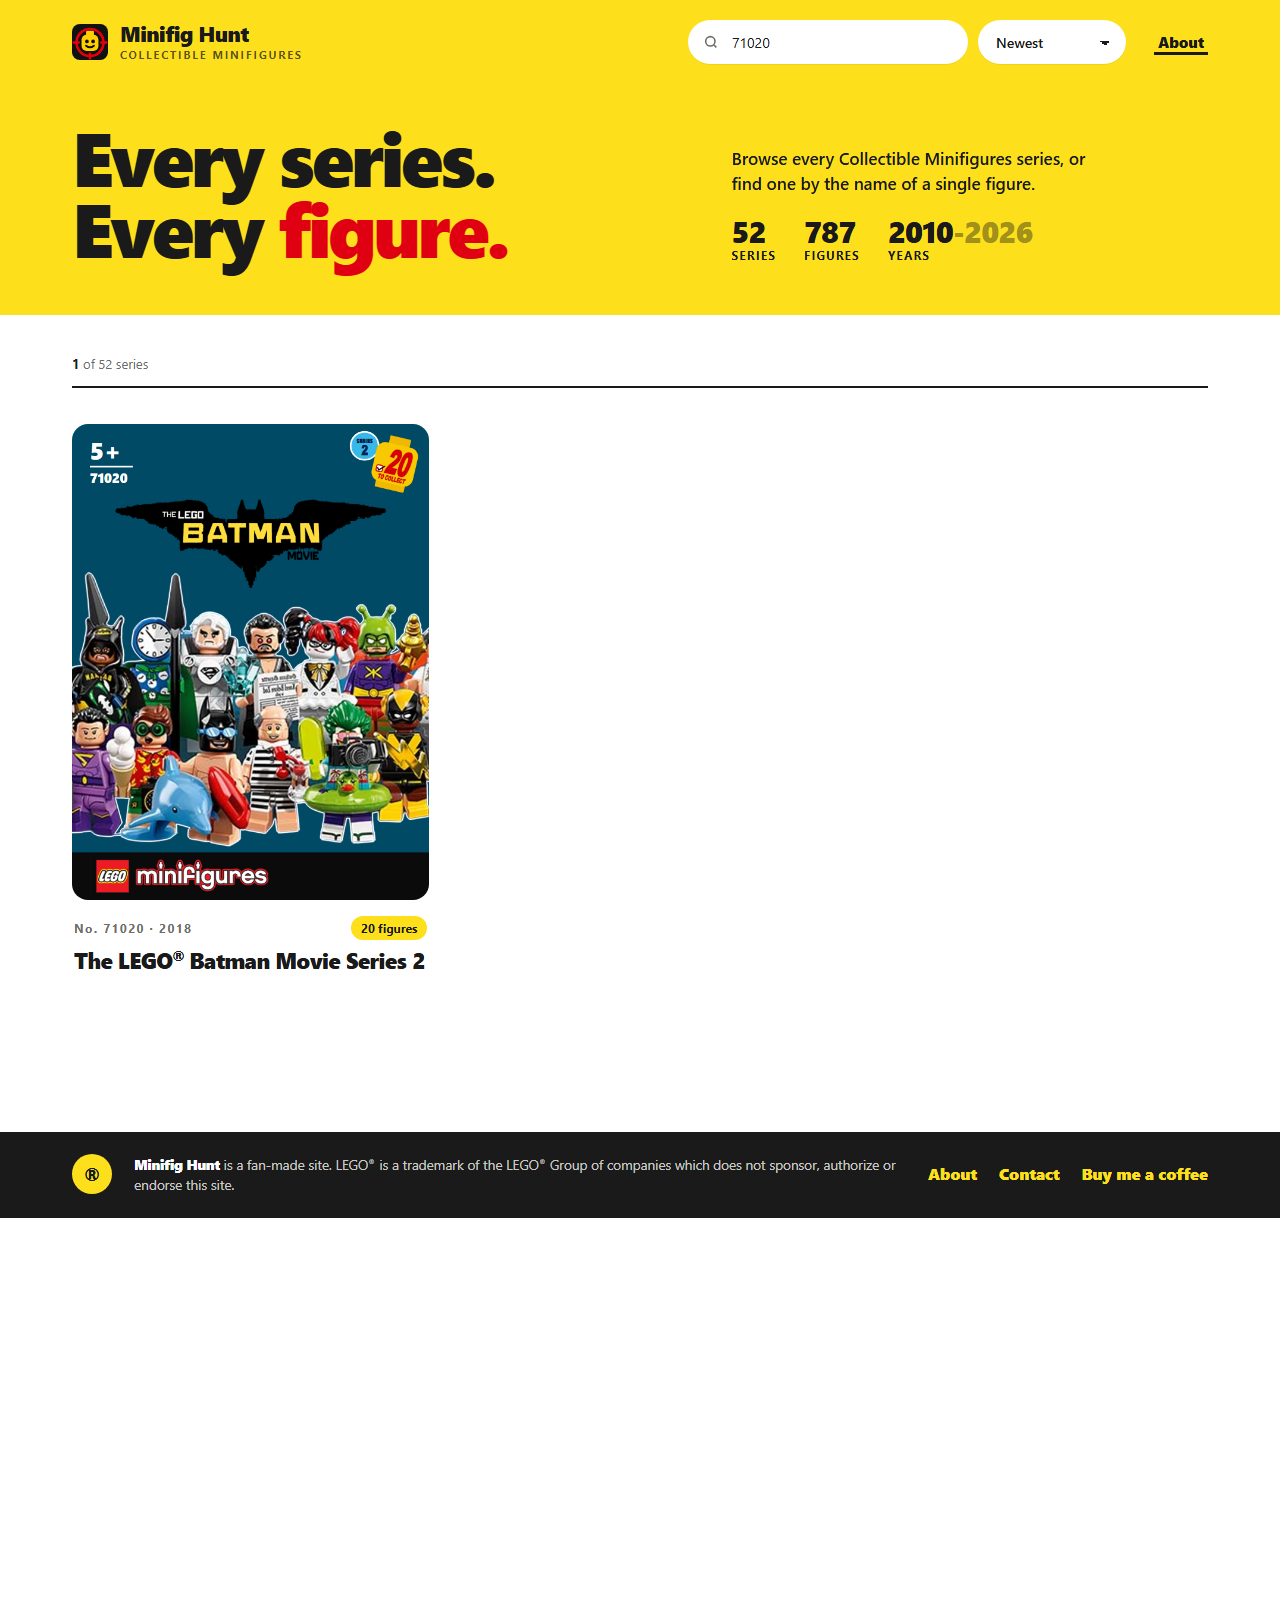 Minifig Hunt
COLLECTIBLE MINIFIGURES
71020
Newest
About
Every series.
Every figure.
Browse every Collectible Minifigures series, or
find one by the name of a single figure.
52
SERIES
787
FIGURES
2010-2026
YEARS
1 of 52 series
5+
71020
SERIES
2
20
TO COLLECT
THE LEGO
BATMAN
MOVIE
LEGO minifigures
No. 71020 · 2018
20 figures
The LEGO® Batman Movie Series 2
®
Minifig Hunt is a fan-made site. LEGO® is a trademark of the LEGO® Group of companies which does not sponsor, authorize or
endorse this site.
About
Contact
Buy me a coffee